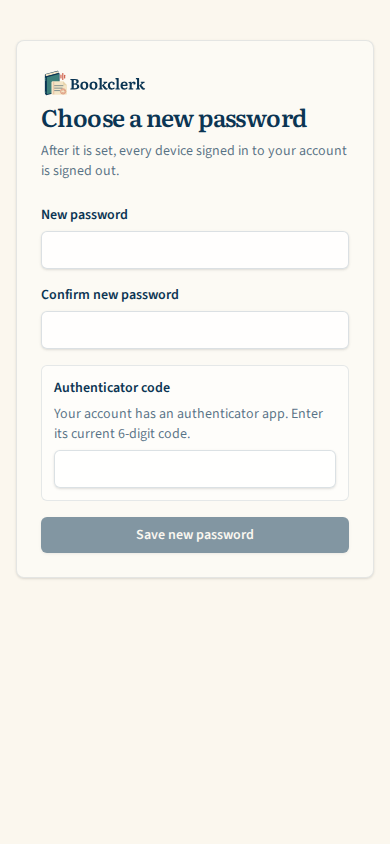 Bookclerk
Choose a new password
After it is set, every device signed in to your account
is signed out.
New password
Confirm new password
Authenticator code
Your account has an authenticator app. Enter
its current 6-digit code.
Save new password